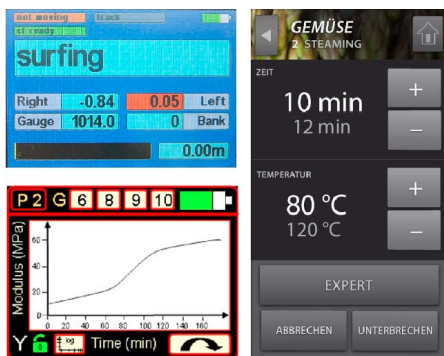 not moving track
cf ready
surfing
Right -0.84 0.05 Left
Gauge 1014.0 0 Bank
0.00m
P 2 G 6 8 9 10
Modulus (MPa)
60
40
20
0
0 20 40 60 80 100 120 140 160
Y log Time (min)
GEMÜSE
2 STEAMING
ZEIT
10 min
12 min
+
−
TEMPERATUR
80 °C
120 °C
+
−
EXPERT
ABBRECHEN UNTERBRECHEN